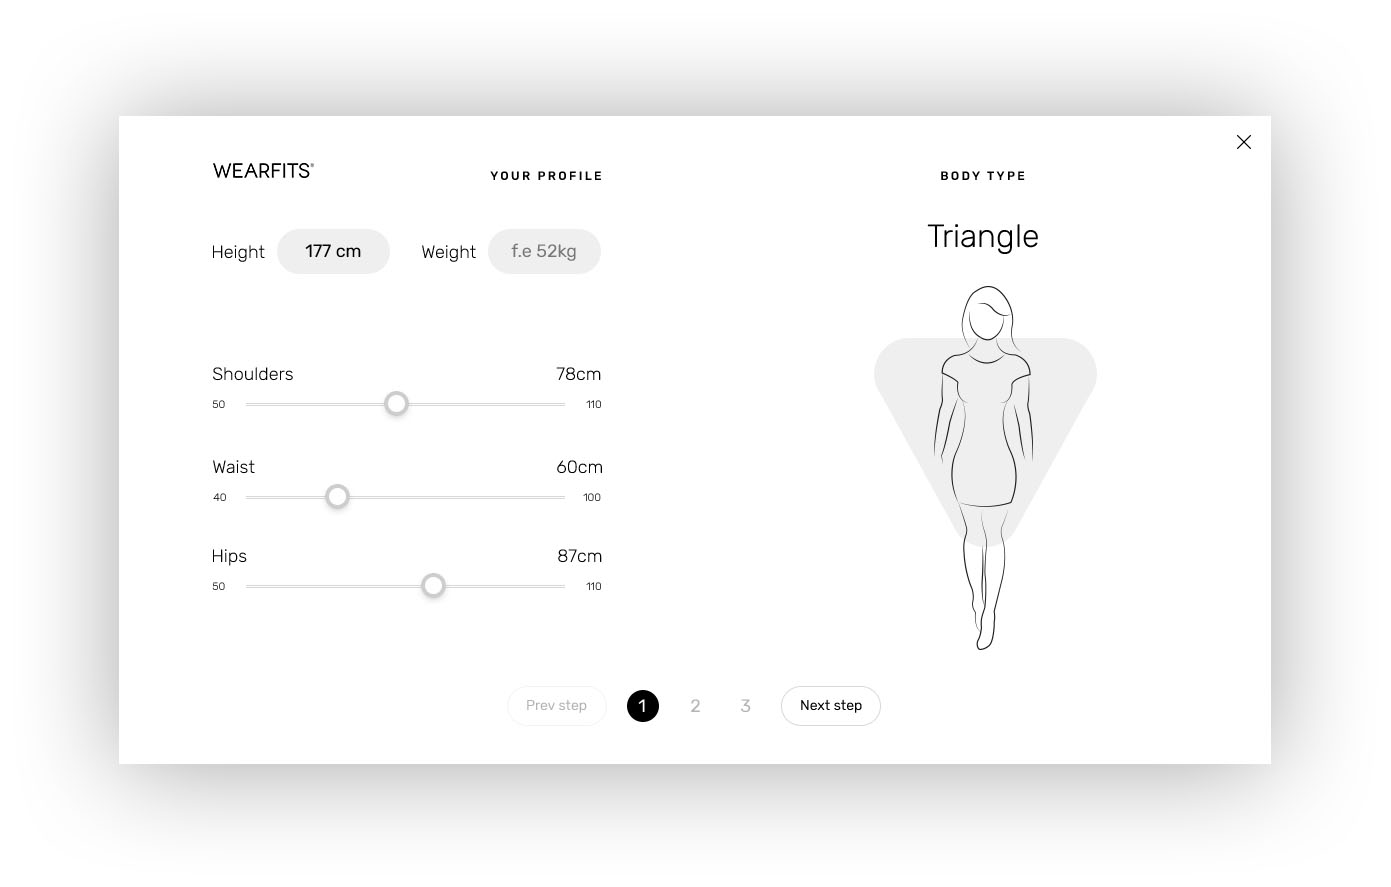 WEARFITS®
YOUR PROFILE
Height 177 cm Weight f.e 52kg
Shoulders 78cm
50 110
Waist 60cm
40 100
Hips 87cm
50 110
BODY TYPE
Triangle
Prev step 1 2 3 Next step